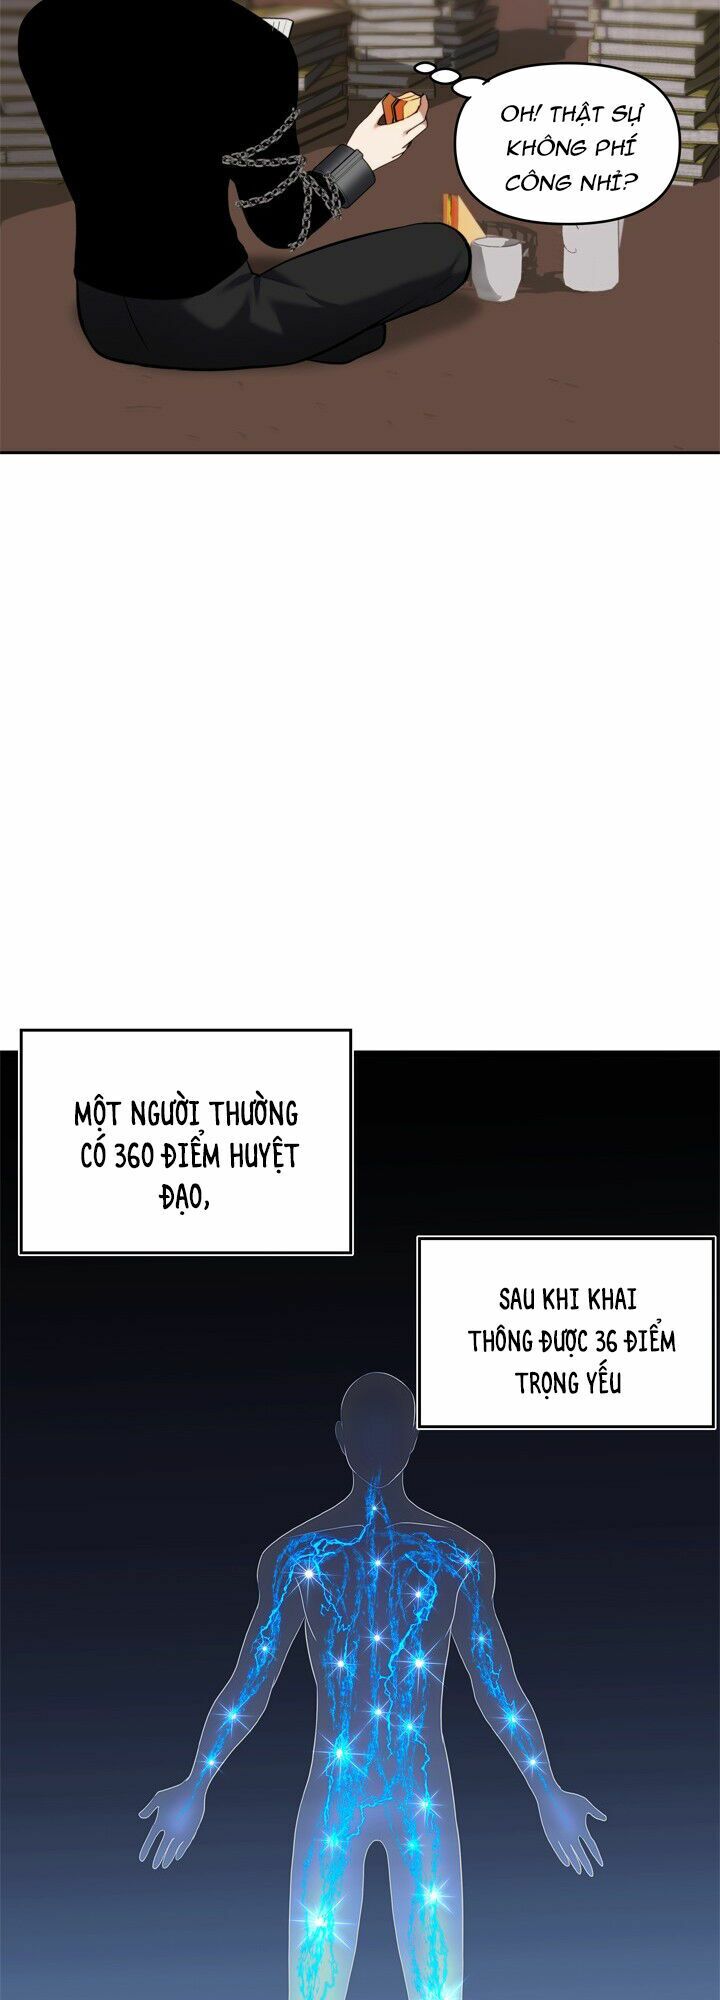 OH! THẬT SỰ
KHÔNG PHÍ
CÔNG NHỈ?
MỘT NGƯỜI THƯỜNG
CÓ 360 ĐIỂM HUYỆT
ĐẠO,
SAU KHI KHAI
THÔNG ĐƯỢC 36 ĐIỂM
TRỌNG YẾU